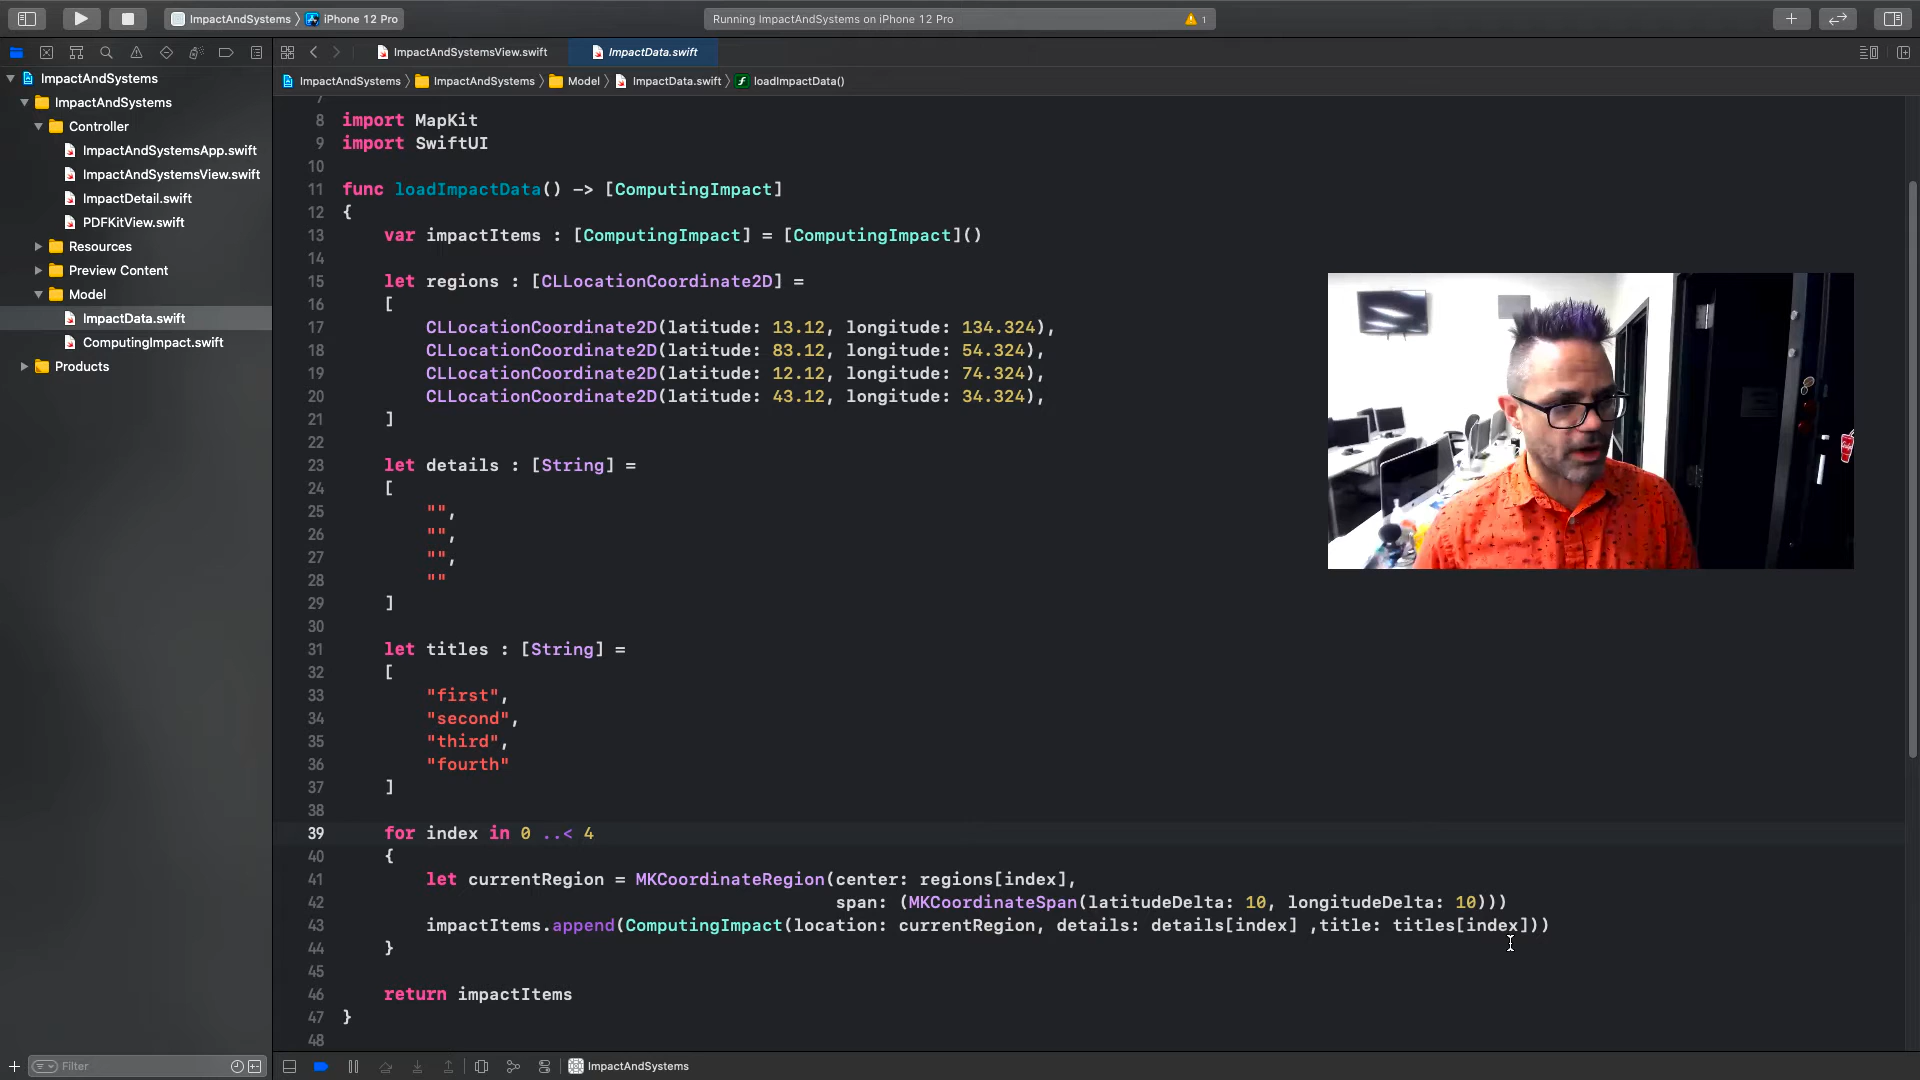 ImpactAndSystems 〉 iPhone 12 Pro
Running ImpactAndSystems on iPhone 12 Pro
1
ImpactAndSystemsView.swift
ImpactData.swift
ImpactAndSystems 〉 ImpactAndSystems 〉 Model 〉 ImpactData.swift 〉 loadImpactData()
ImpactAndSystems
ImpactAndSystems
Controller
ImpactAndSystemsApp.swift
ImpactAndSystemsView.swift
ImpactDetail.swift
PDFKitView.swift
Resources
Preview Content
Model
ImpactData.swift
ComputingImpact.swift
Products
Filter
7
8 import MapKit
9 import SwiftUI
10
11 func loadImpactData() -> [ComputingImpact]
12 {
13 var impactItems : [ComputingImpact] = [ComputingImpact]()
14
15 let regions : [CLLocationCoordinate2D] =
16 [
17 CLLocationCoordinate2D(latitude: 13.12, longitude: 134.324),
18 CLLocationCoordinate2D(latitude: 83.12, longitude: 54.324),
19 CLLocationCoordinate2D(latitude: 12.12, longitude: 74.324),
20 CLLocationCoordinate2D(latitude: 43.12, longitude: 34.324),
21 ]
22
23 let details : [String] =
24 [
25 "",
26 "",
27 "",
28 ""
29 ]
30
31 let titles : [String] =
32 [
33 "first",
34 "second",
35 "third",
36 "fourth"
37 ]
38
39 for index in 0 ..< 4
40 {
41 let currentRegion = MKCoordinateRegion(center: regions[index],
42 span: (MKCoordinateSpan(latitudeDelta: 10, longitudeDelta: 10)))
43 impactItems.append(ComputingImpact(location: currentRegion, details: details[index] ,title: titles[index]))
44 }
45
46 return impactItems
47 }
48
ImpactAndSystems